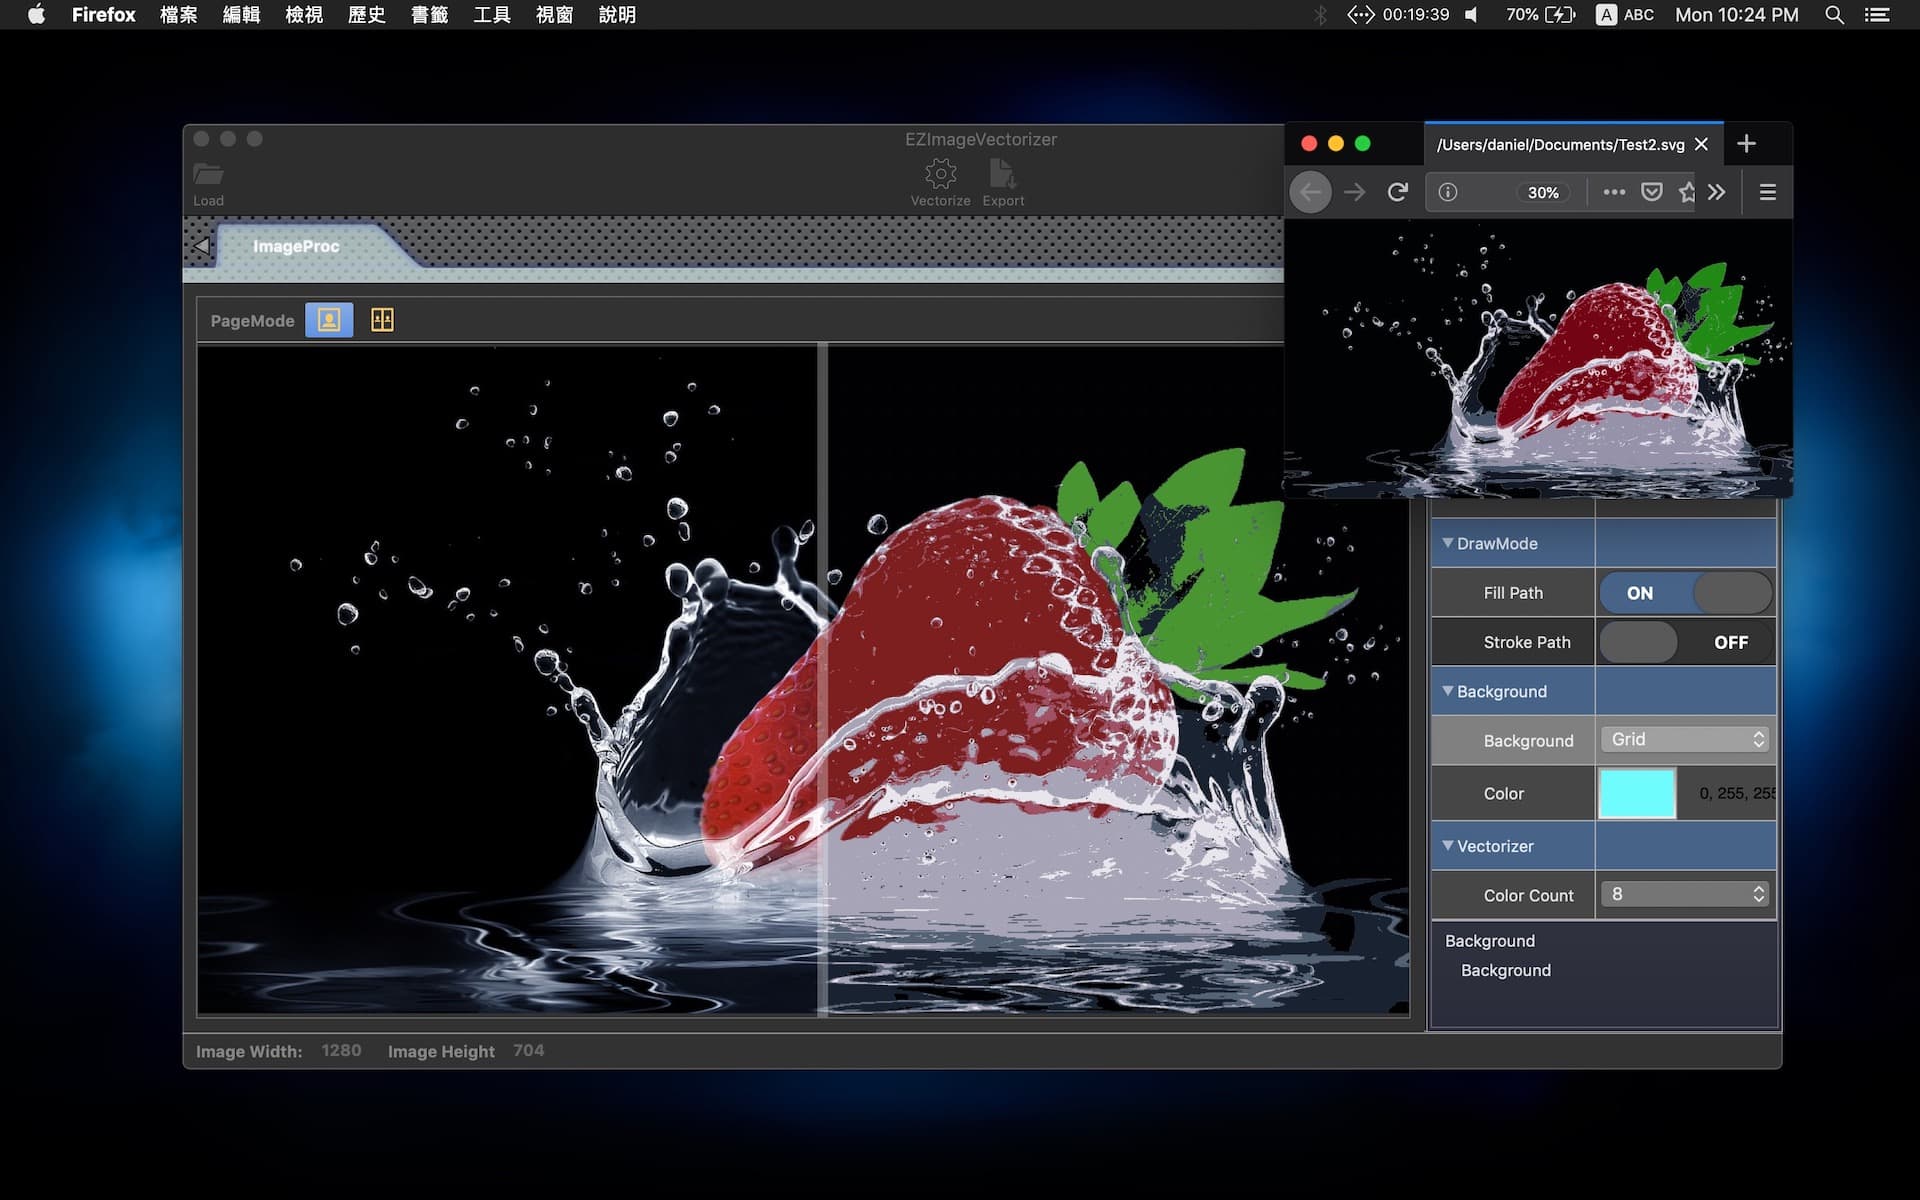 Firefox 檔案 編輯 檢視 歷史 書籤 工具 視窗 說明 00:19:39 70% A ABC Mon 10:24 PM
EZImageVectorizer
Load
Vectorize Export
/Users/daniel/Documents/Test2.svg
30%
ImageProc
PageMode
DrawMode
Fill Path ON
Stroke Path OFF
Background
Background Grid
Color 0, 255, 255
Vectorizer
Color Count 8
Background
Background
Image Width: 1280 Image Height 704